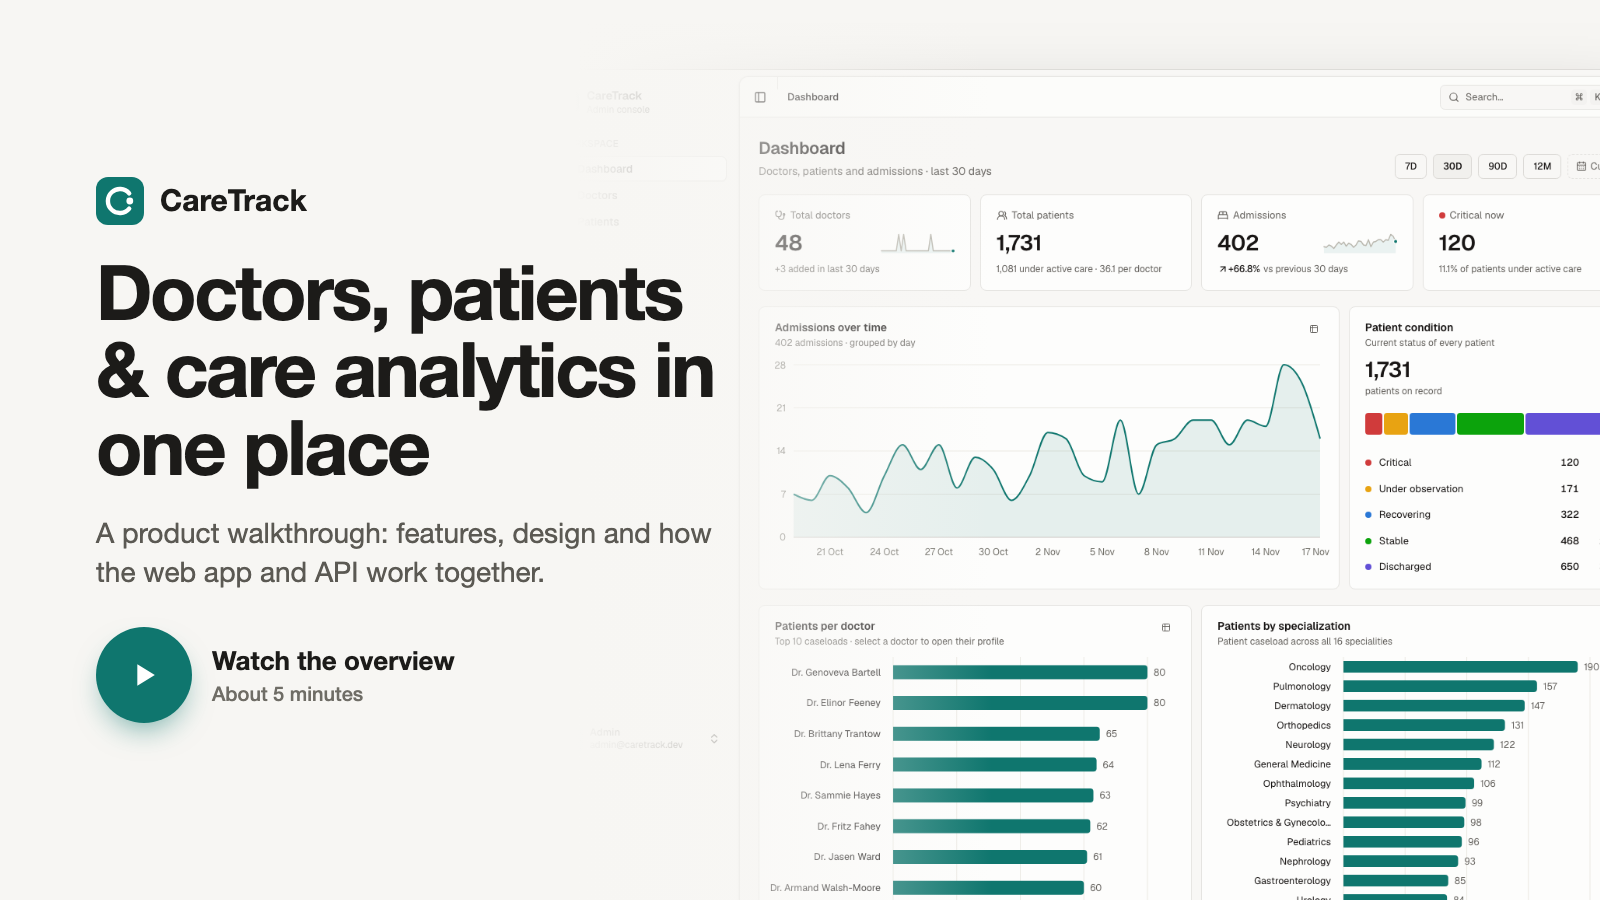 CareTrack
Doctors, patients
& care analytics in
one place
A product walkthrough: features, design and how
the web app and API work together.
Watch the overview
About 5 minutes
CareTrack
console
Admin
admin@caretrack.dev
Dashboard
Search...
⌘ K
Dashboard
Doctors, patients and admissions · last 30 days
7D
30D
90D
12M
Total doctors
48
+3 added in last 30 days
Total patients
1,731
1,081 under active care · 36.1 per doctor
Admissions
402
+66.8% vs previous 30 days
Critical now
120
11.1% of patients under active care
Admissions over time
402 admissions · grouped by day
28
21
14
7
0
21 Oct
24 Oct
27 Oct
30 Oct
2 Nov
5 Nov
8 Nov
11 Nov
14 Nov
17 Nov
Patient condition
Current status of every patient
1,731
patients on record
Critical 120
Under observation 171
Recovering 322
Stable 468
Discharged 650
Patients per doctor
Top 10 caseloads · select a doctor to open their profile
Dr. Genoveva Bartell 80
Dr. Elinor Feeney 80
Dr. Brittany Trantow 65
Dr. Lena Ferry 64
Dr. Sammie Hayes 63
Dr. Fritz Fahey 62
Dr. Jasen Ward 61
Dr. Armand Walsh-Moore 60
Patients by specialization
Patient caseload across all 16 specialities
Oncology 190
Pulmonology 157
Dermatology 147
Orthopedics 131
Neurology 122
General Medicine 112
Ophthalmology 106
Psychiatry 99
Obstetrics & Gynecolo... 98
Pediatrics 96
Nephrology 93
Gastroenterology 85
Urology 84